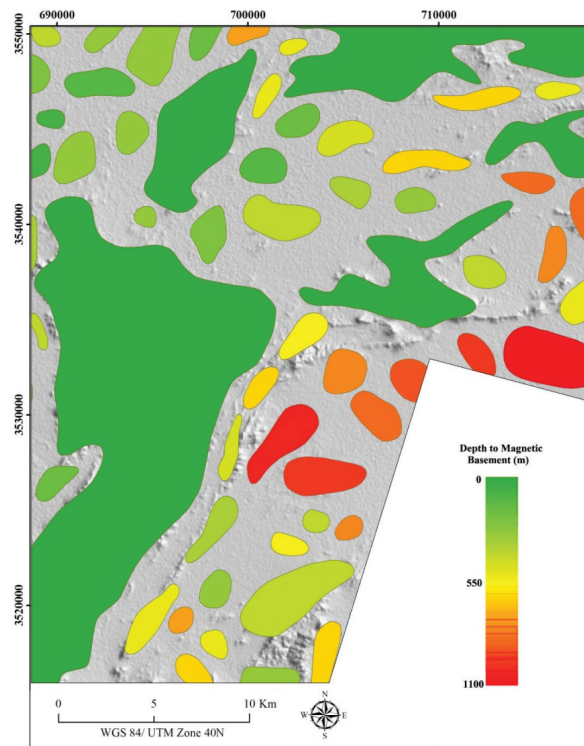 690000 700000 710000
3550000
3540000
3530000
3520000
Depth to Magnetic
Basement (m)
0
550
1100
0 5 10 Km
WGS 84/ UTM Zone 40N
N
W E
S